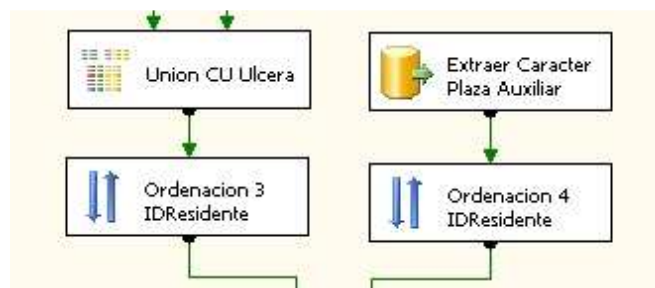 Union CU Ulcera
Extraer Caracter
Plaza Auxiliar
Ordenacion 3
IDResidente
Ordenacion 4
IDResidente